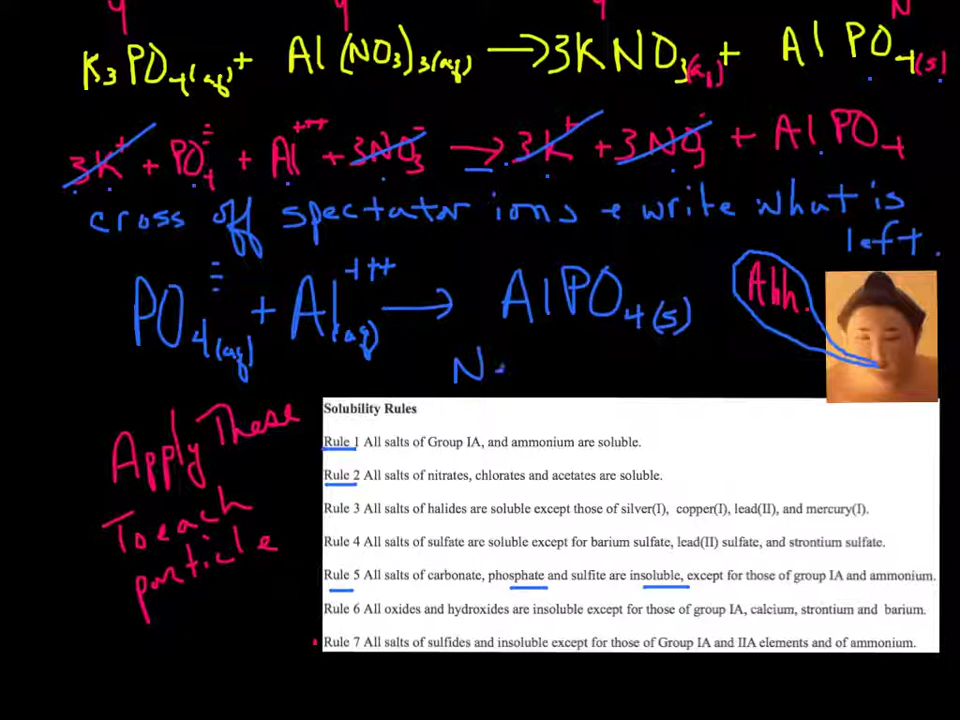 Y Y Y N
K₃PO₄(aq) + Al(NO₃)₃(aq) → 3KNO₃(aq) + AlPO₄(s)
3K⁺ + PO₄≡ + Al⁺⁺⁺ + 3NO₃⁻ → 3K⁺ + 3NO₃⁻ + AlPO₄
cross off spectator ions + write what is
left.
PO₄≡(aq) + Al⁺⁺⁺(aq) → AlPO₄(s)
Ahh.
N
Apply These
To each
particle
Solubility Rules
Rule 1 All salts of Group IA, and ammonium are soluble.
Rule 2 All salts of nitrates, chlorates and acetates are soluble.
Rule 3 All salts of halides are soluble except those of silver(I), copper(I), lead(II), and mercury(I).
Rule 4 All salts of sulfate are soluble except for barium sulfate, lead(II) sulfate, and strontium sulfate.
Rule 5 All salts of carbonate, phosphate and sulfite are insoluble, except for those of group IA and ammonium.
Rule 6 All oxides and hydroxides are insoluble except for those of group IA, calcium, strontium and barium.
Rule 7 All salts of sulfides and insoluble except for those of Group IA and IIA elements and of ammonium.